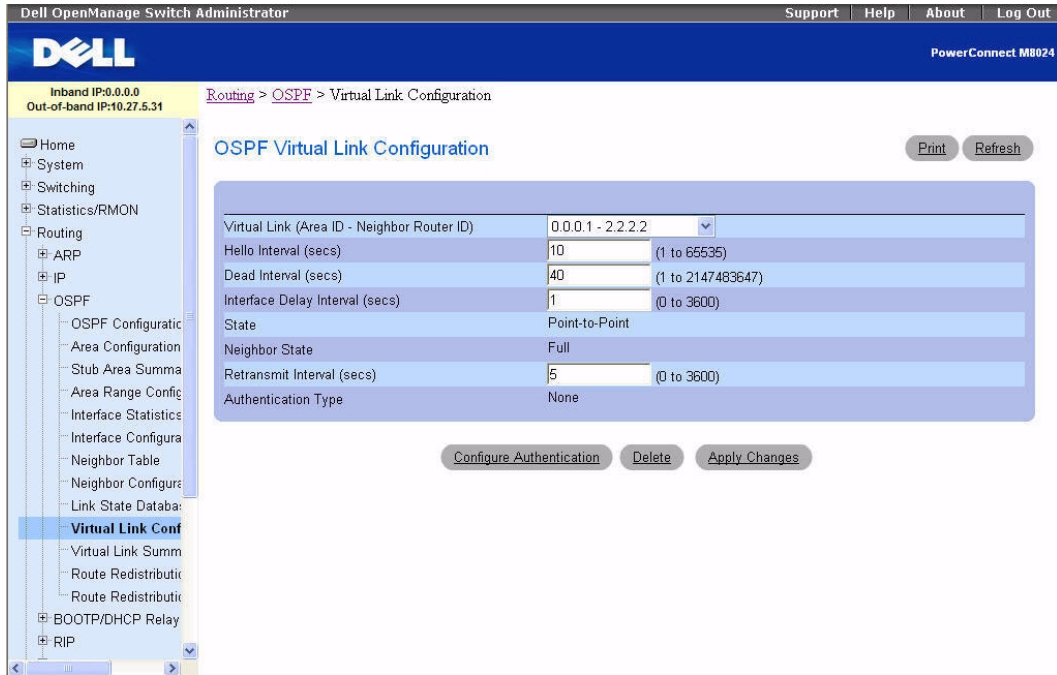 Dell OpenManage Switch Administrator
Support Help About Log Out
DELL
PowerConnect M8024
Inband IP:0.0.0.0
Out-of-band IP:10.27.5.31
Routing > OSPF > Virtual Link Configuration
Home
System
Switching
Statistics/RMON
Routing
ARP
IP
OSPF
OSPF Configuratic
Area Configuration
Stub Area Summa
Area Range Config
Interface Statistics
Interface Configura
Neighbor Table
Neighbor Configura
Link State Databas
Virtual Link Conf
Virtual Link Summ
Route Redistributic
Route Redistributic
BOOTP/DHCP Relay
RIP
OSPF Virtual Link Configuration
Print Refresh
Virtual Link (Area ID - Neighbor Router ID) 0.0.0.1 - 2.2.2.2
Hello Interval (secs) 10 (1 to 65535)
Dead Interval (secs) 40 (1 to 2147483647)
Interface Delay Interval (secs) 1 (0 to 3600)
State Point-to-Point
Neighbor State Full
Retransmit Interval (secs) 5 (0 to 3600)
Authentication Type None
Configure Authentication Delete Apply Changes